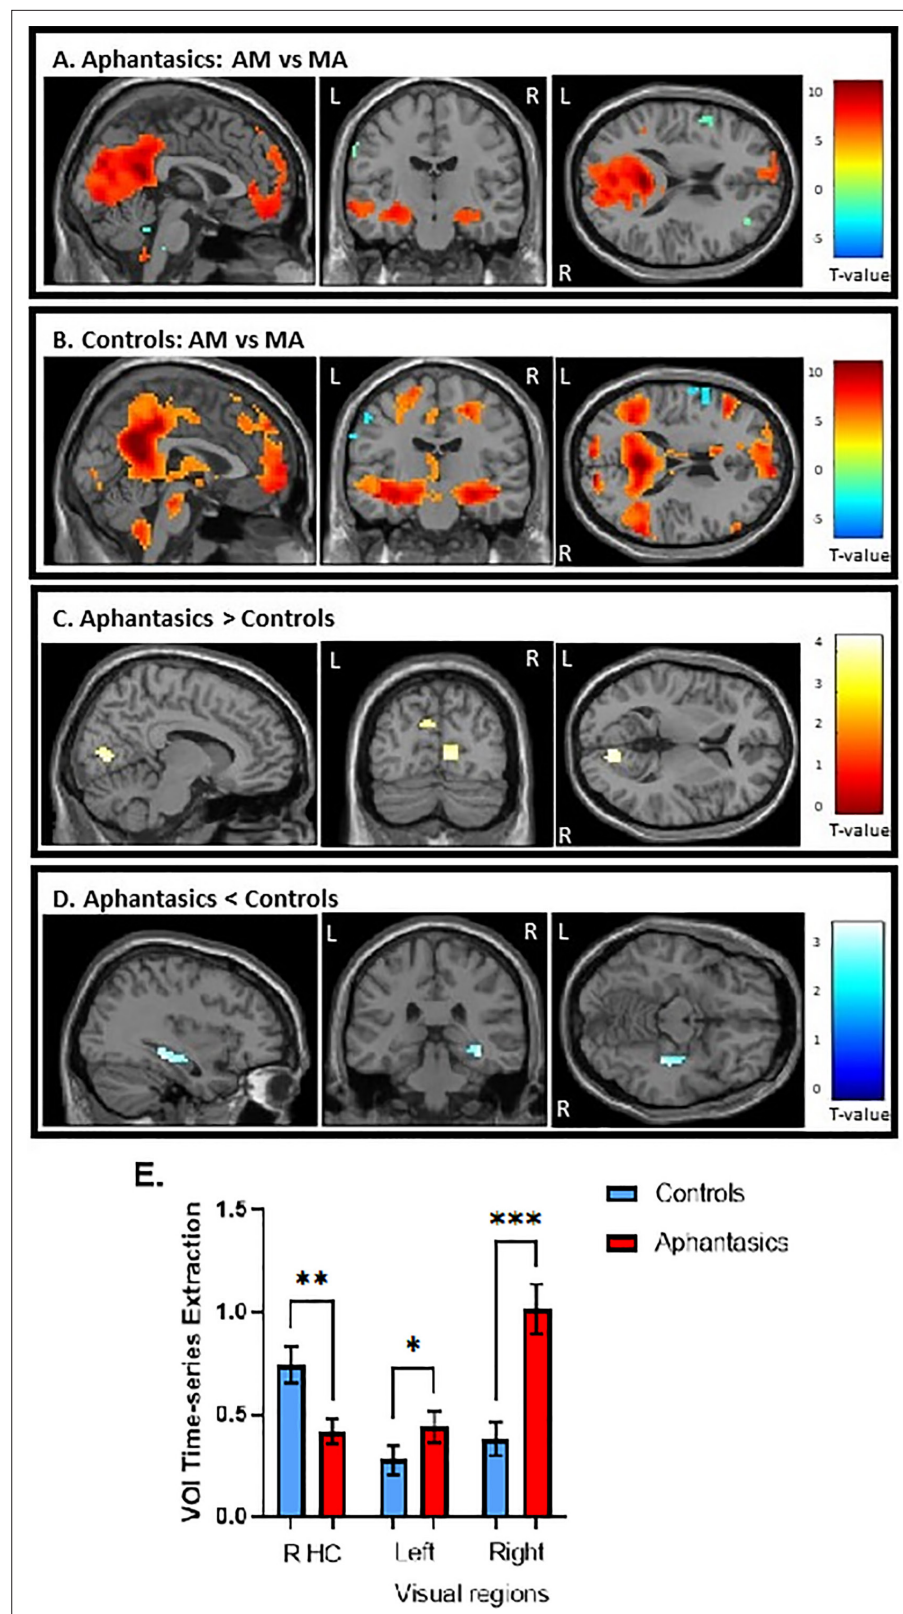 A. Aphantasics: AM vs MA
L
R
L
R
10
5
0
5
T-value
B. Controls: AM vs MA
L
R
L
R
10
5
0
-5
T-value
C. Aphantasics > Controls
L
R
L
R
4
3
2
1
0
T-value
D. Aphantasics < Controls
L
R
L
R
3
2
1
0
T-value
E.
Controls
Aphantasics
VOI Time-series Extraction
1.5
1.0
0.5
0.0
**
*
***
R HC
Left
Right
Visual regions